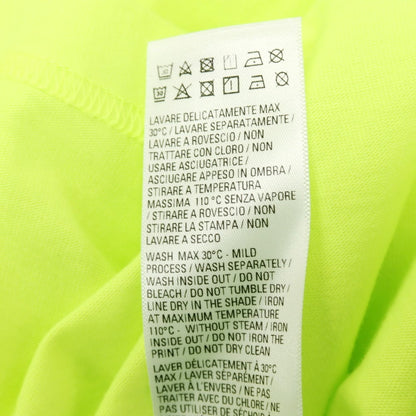 LAVARE DELICATAMENTE MAX
30°C / LAVARE SEPARATAMENTE /
LAVARE A ROVESCIO / NON
TRATTARE CON CLORO / NON
USARE ASCIUGATRICE /
ASCIUGARE APPESO IN OMBRA /
STIRARE A TEMPERATURA
MASSIMA 110°C SENZA VAPORE
/ STIRARE A ROVESCIO / NON
STIRARE LA STAMPA / NON
LAVARE A SECCO
WASH MAX 30°C - MILD
PROCESS / WASH SEPARATELY /
WASH INSIDE OUT / DO NOT
BLEACH / DO NOT TUMBLE DRY /
LINE DRY IN THE SHADE / IRON
AT MAXIMUM TEMPERATURE
110°C - WITHOUT STEAM / IRON
INSIDE OUT / DO NOT IRON THE
PRINT / DO NOT DRY CLEAN
LAVER DÉLICATEMENT À 30°C
MAX / LAVER SÉPARÉMENT /
LAVER À L'ENVERS / NE PAS
TRAITER AVEC DU CHLORE / NE
PAS UTILISER DE SÉCHOIR À